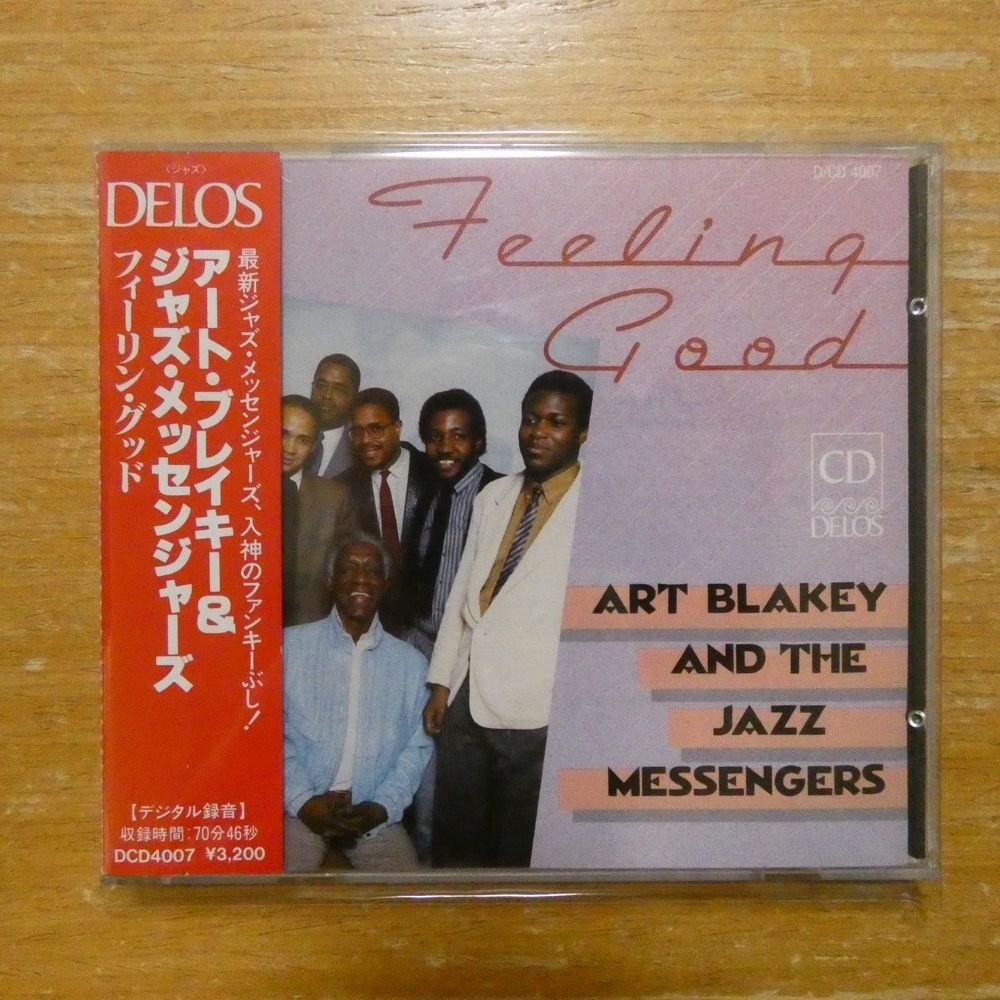 〈ジャズ〉
DELOS
最新ジャズ・メッセンジャーズ、入神のファンキーぶし!
アート・ブレイキー&
ジャズ・メッセンジャーズ
フィーリン・グッド
【デジタル録音】
収録時間:70分46秒
DCD4007 ¥3,200
D/CD 4007
Feeling
Good
CD
DELOS
ART BLAKEY
AND THE
JAZZ
MESSENGERS